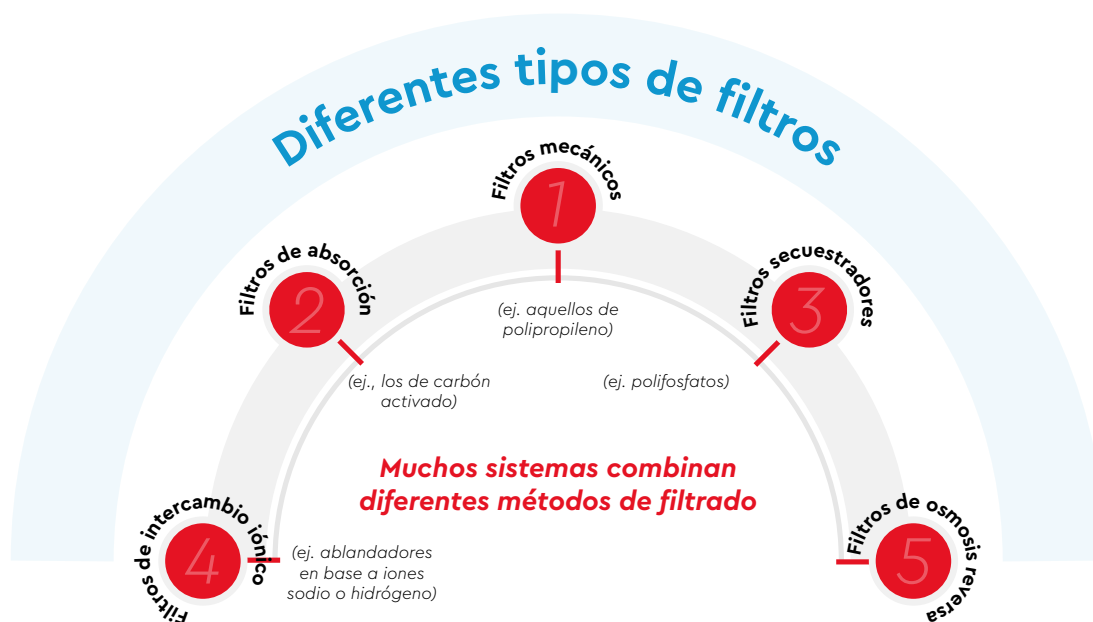 Diferentes tipos de filtros
Filtros mecánicos
1
(ej. aquellos de
polipropileno)
Filtros de absorción
2
(ej., los de carbón
activado)
Filtros secuestradores
3
(ej. polifosfatos)
Muchos sistemas combinan
diferentes métodos de filtrado
Filtros de intercambio iónico
4
(ej. ablandadores
en base a iones
sodio o hidrógeno)
Filtros de osmosis reversa
5